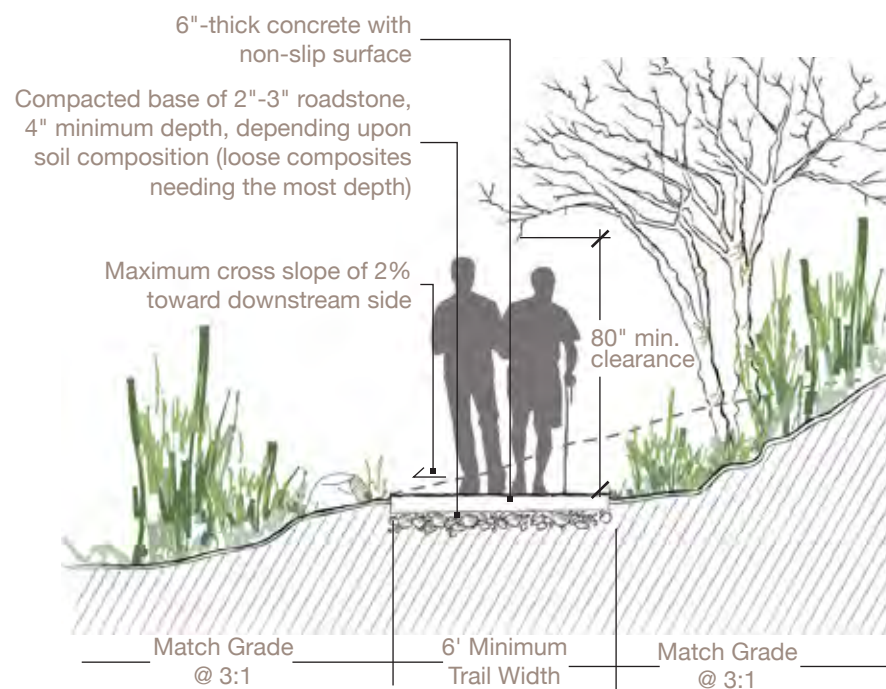 6"-thick concrete with
non-slip surface
Compacted base of 2"-3" roadstone,
4" minimum depth, depending upon
soil composition (loose composites
needing the most depth)
Maximum cross slope of 2%
toward downstream side
80" min.
clearance
Match Grade
@ 3:1
6' Minimum
Trail Width
Match Grade
@ 3:1